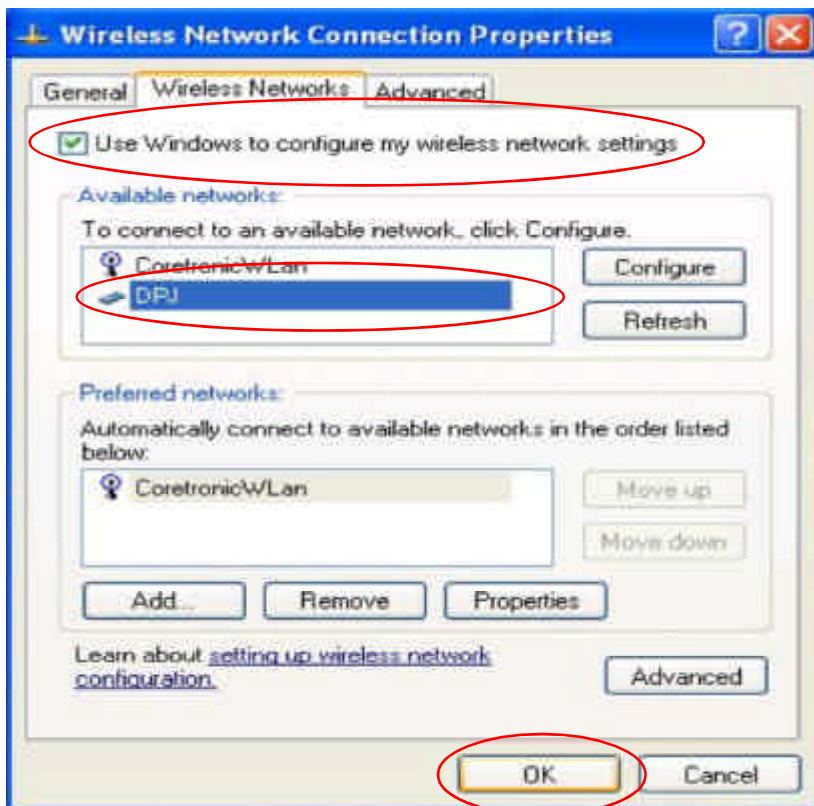 Wireless Network Connection Properties
General Wireless Networks Advanced
Use Windows to configure my wireless network settings
Available networks:
To connect to an available network, click Configure.
CoretronicWLan
DPJ
Configure
Refresh
Preferred networks:
Automatically connect to available networks in the order listed
below:
CoretronicWLan
Move up
Move down
Add... Remove Properties
Learn about setting up wireless network
configuration.
Advanced
OK Cancel